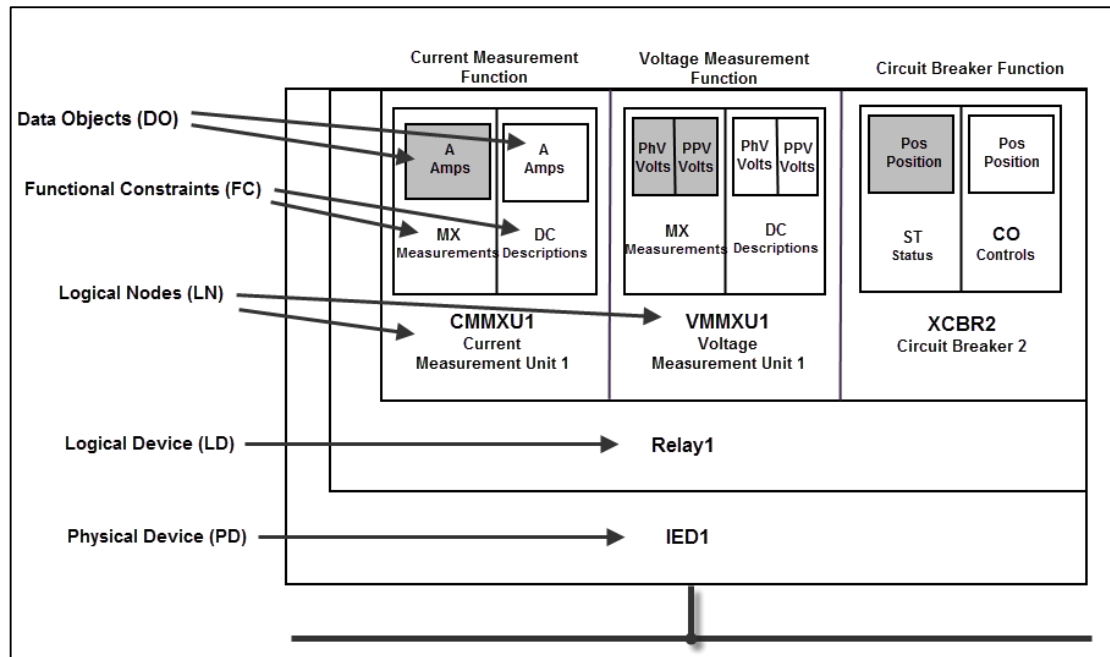 Current Measurement
Function
Voltage Measurement
Function
Circuit Breaker Function
Data Objects (DO)
Functional Constraints (FC)
Logical Nodes (LN)
Logical Device (LD)
Physical Device (PD)
A
Amps
A
Amps
MX
Measurements
DC
Descriptions
CMMXU1
Current
Measurement Unit 1
PhV
Volts
PPV
Volts
PhV
Volts
PPV
Volts
MX
Measurements
DC
Descriptions
VMMXU1
Voltage
Measurement Unit 1
Pos
Position
Pos
Position
ST
Status
CO
Controls
XCBR2
Circuit Breaker 2
Relay1
IED1